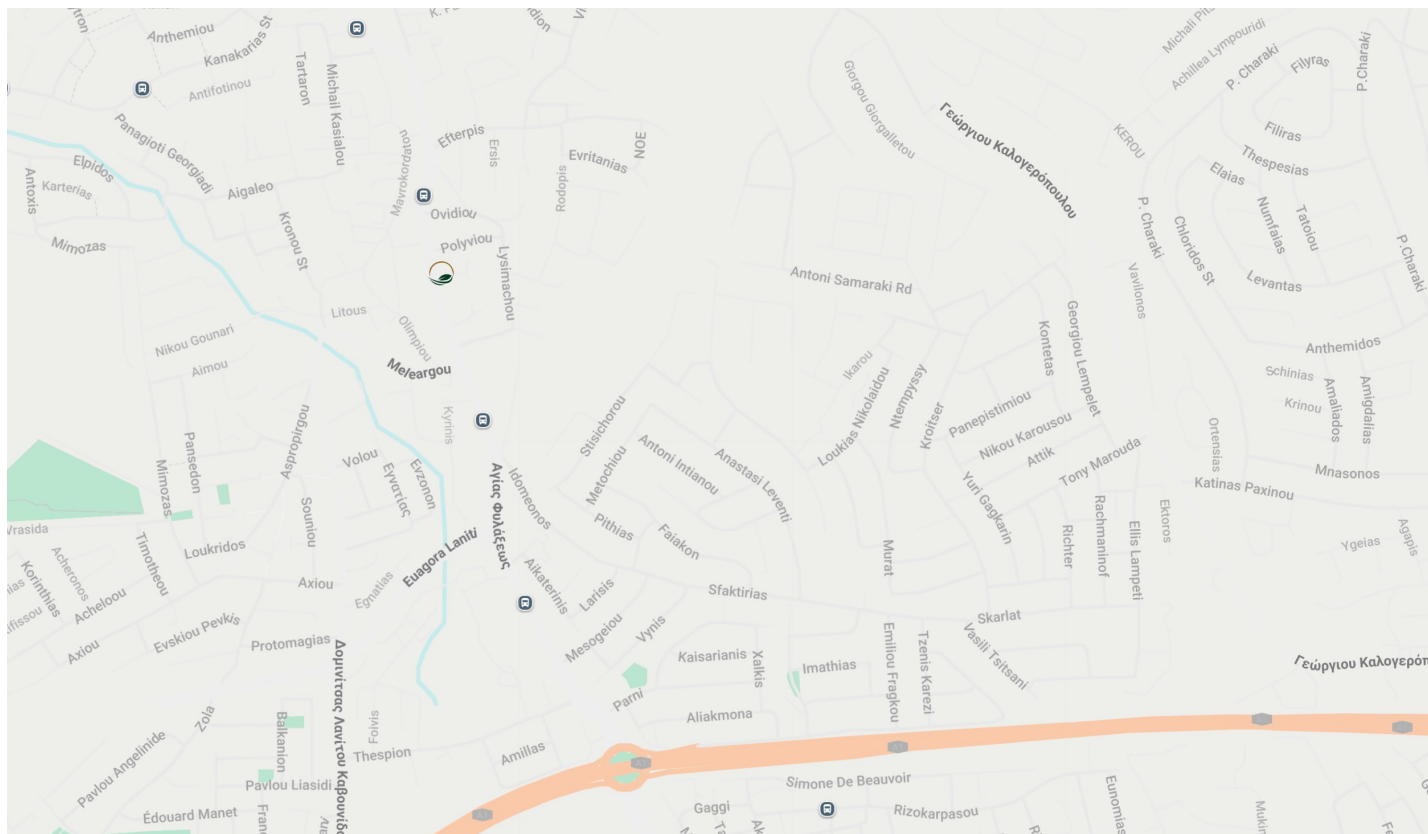 Anthemiou
Kanakarias St
Antifotinou
Tartaron
Michail Kasialou
Panagioti Georgiadi
Elpidos
Karterias
Antoxis
Mimozas
Aigaleo
Kronou St
Mavrokordatou
Efterpis
Ersis
Rodopis
Evritanias
NOE
Ovidiou
Polyviou
Lysimachou
Litous
Olimpiou
Meleargou
Nikou Gounari
Aimou
Kyrinis
Giorgou Giorgalletou
Γεώργιου Καλογερόπουλου
Achillea Lympouridi
P. Charaki
Filyras
P.Charaki
KEROU
Filiras
Thespesias
Elaias
Numfaias
Tatoiou
P. Charaki
Chloridos St
Levantas
P.Charaki
Vavilonos
Antoni Samaraki Rd
Georgiou Lempelet
Kontetas
Anthemidos
Schinias
Krinou
Amaliados
Amigdalias
Ikarou
Loukias Nikolaidou
Ntempyssy
Kroitser
Panepistimiou
Nikou Karousou
Attik
Tony Marouda
Ortensias
Mnasonos
Katinas Paxinou
Stisichorou
Metochiou
Antoni Intianou
Anastasi Leventi
Pithias
Faiakon
Idomeonos
Αγίας Φυλάξεως
Aspropirgou
Pansedon
Mimozas
Volou
Εγνατίας
Evzonon
Souniou
Loukridos
Timotheou
Vrasida
Acheronos
Korinthias
Acheloou
Axiou
Axiou
Egnatias
Euagora Laniti
Evskiou Pevkis
Protomagias
Aikaterinis
Larisis
Mesogeiou
Vynis
Sfaktirias
Murat
Yuri Gagkarin
Richter
Rachmaninof
Ellis Lampeti
Ektoros
Ygeias
Agapis
Skarlat
Vasili Tsitsani
Kaisarianis
Xalkis
Imathias
Emiliou Fragkou
Tzenis Karezi
Parni
Aliakmona
Zola
Balkanion
Foivis
Thespion
Amillas
Pavlou Angelinide
Pavlou Liasidi
Édouard Manet
Simone De Beauvoir
Gaggi
Rizokarpasou
Eunomias